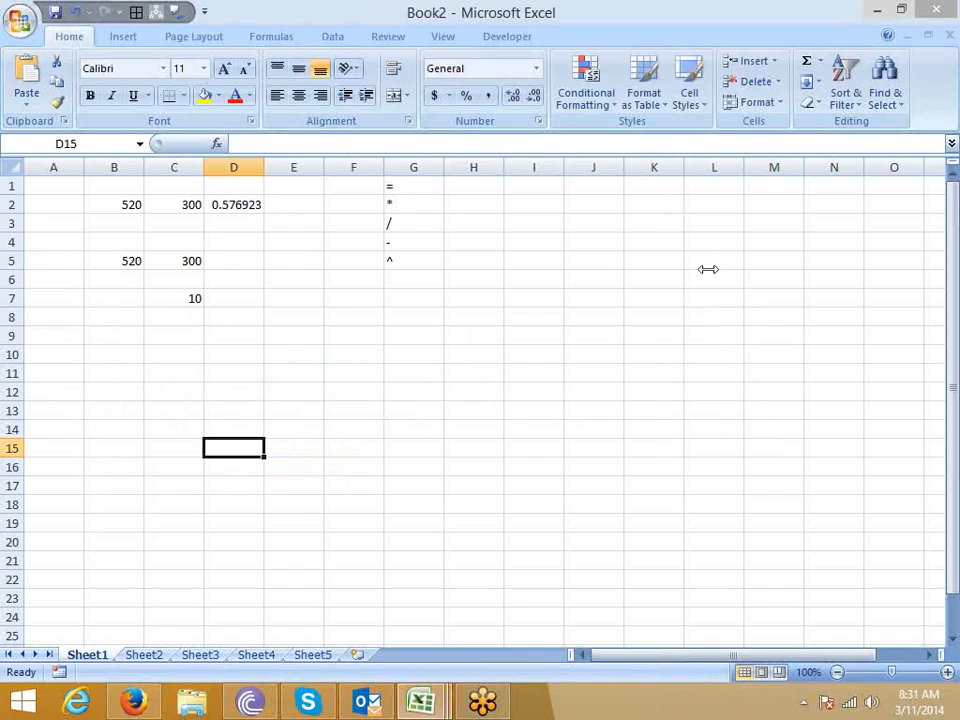 Book2 - Microsoft Excel
Home Insert Page Layout Formulas Data Review View Developer
Calibri 11 General
Paste
B I U $ % ,
Conditional Formatting
Format as Table
Cell Styles
Insert
Delete
Format
Sort & Filter
Find & Select
Clipboard Font Alignment Number Styles Cells Editing
D15 fx
A B C D E F G H I J K L M N O
1 =
2 520 300 0.576923 *
3 /
4 -
5 520 300 ^
6
7 10
8
9
10
11
12
13
14
15
16
17
18
19
20
21
22
23
24
25
Sheet1 Sheet2 Sheet3 Sheet4 Sheet5
Ready 100%
8:31 AM
3/11/2014